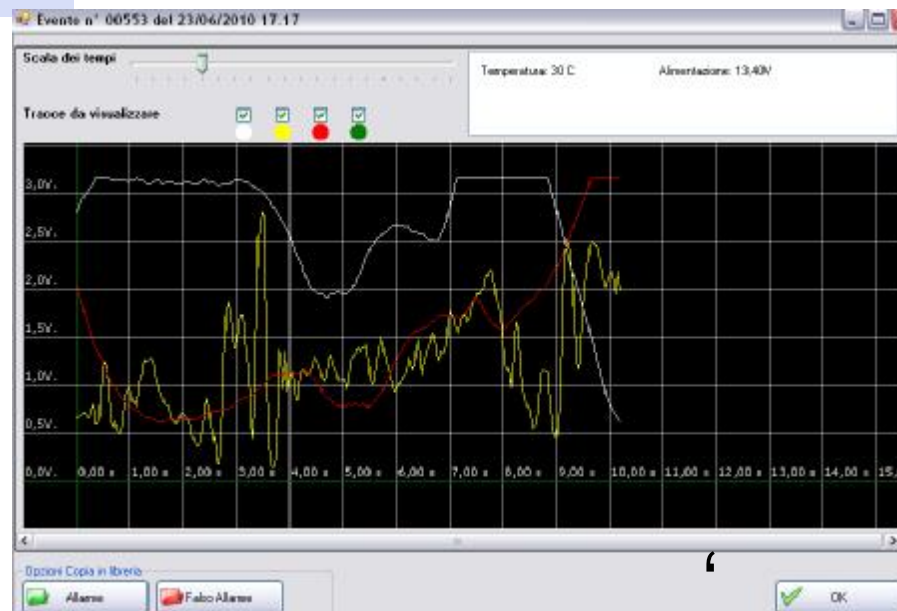 Evento n° 00553 del 23/06/2010 17.17
Scala dei tempi
Temperatura: 30 C Alimentazione: 13,40V
Tracce da visualizzare
3,0V.
2,5V.
2,0V.
1,5V.
1,0V.
0,5V.
0,0V. 0,00 s 1,00 s 2,00 s 3,00 s 4,00 s 5,00 s 6,00 s 7,00 s 8,00 s 9,00 s 10,00 s 11,00 s 12,00 s 13,00 s 14,00 s 15,
‘
Opzioni Copia in libreria
Allarme Falso Allarme OK